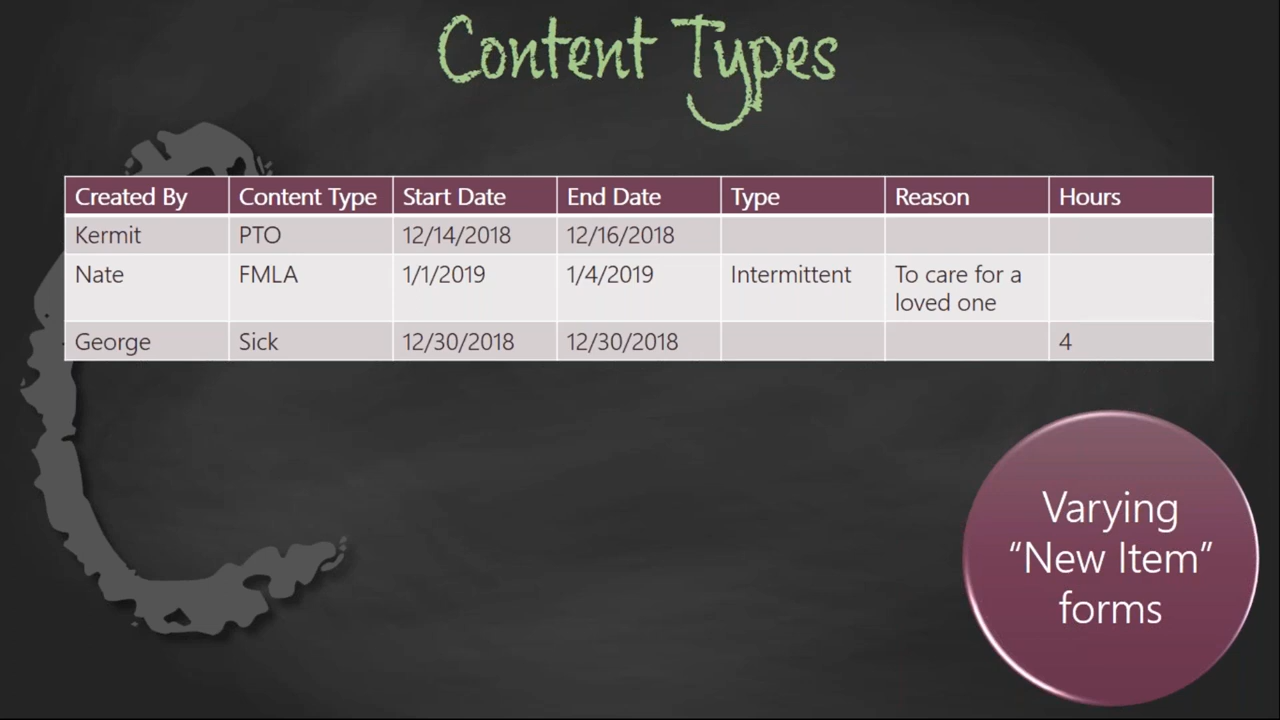 Content Types
Created By Content Type Start Date End Date Type Reason Hours
Kermit PTO 12/14/2018 12/16/2018
Nate FMLA 1/1/2019 1/4/2019 Intermittent To care for a
loved one
George Sick 12/30/2018 12/30/2018 4
Varying
“New Item”
forms